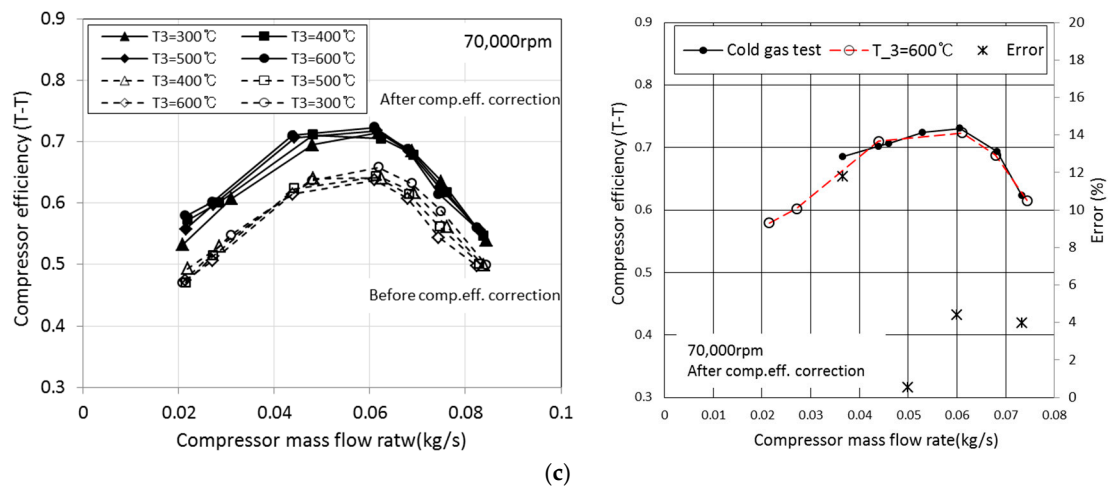 0.9
0.8
0.7
0.6
0.5
0.4
0.3
Compressor efficiency (T-T)
T3=300℃ T3=400℃
T3=500℃ T3=600℃
T3=400℃ T3=500℃
T3=600℃ T3=300℃
70,000rpm
After comp.eff. correction
Before comp.eff. correction
0 0.02 0.04 0.06 0.08 0.1
Compressor mass flow ratw(kg/s)
0.9
0.8
0.7
0.6
0.5
0.4
0.3
Compressor efficiency (T-T)
Cold gas test T_3=600℃ Error
70,000rpm
After comp.eff. correction
20
18
16
14
12
10
8
6
4
2
0
Error (%)
0 0.01 0.02 0.03 0.04 0.05 0.06 0.07 0.08
Compressor mass flow rate(kg/s)
(c)